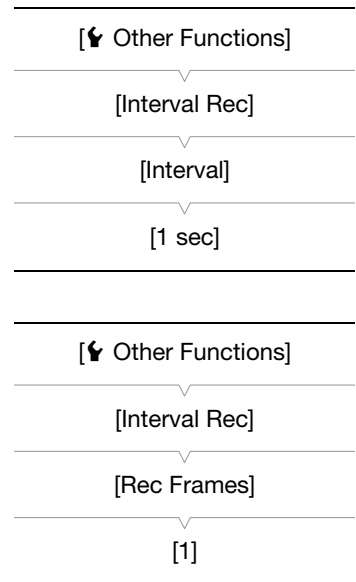 [Other Functions]
[Interval Rec]
[Interval]
[1 sec]
[Other Functions]
[Interval Rec]
[Rec Frames]
[1]